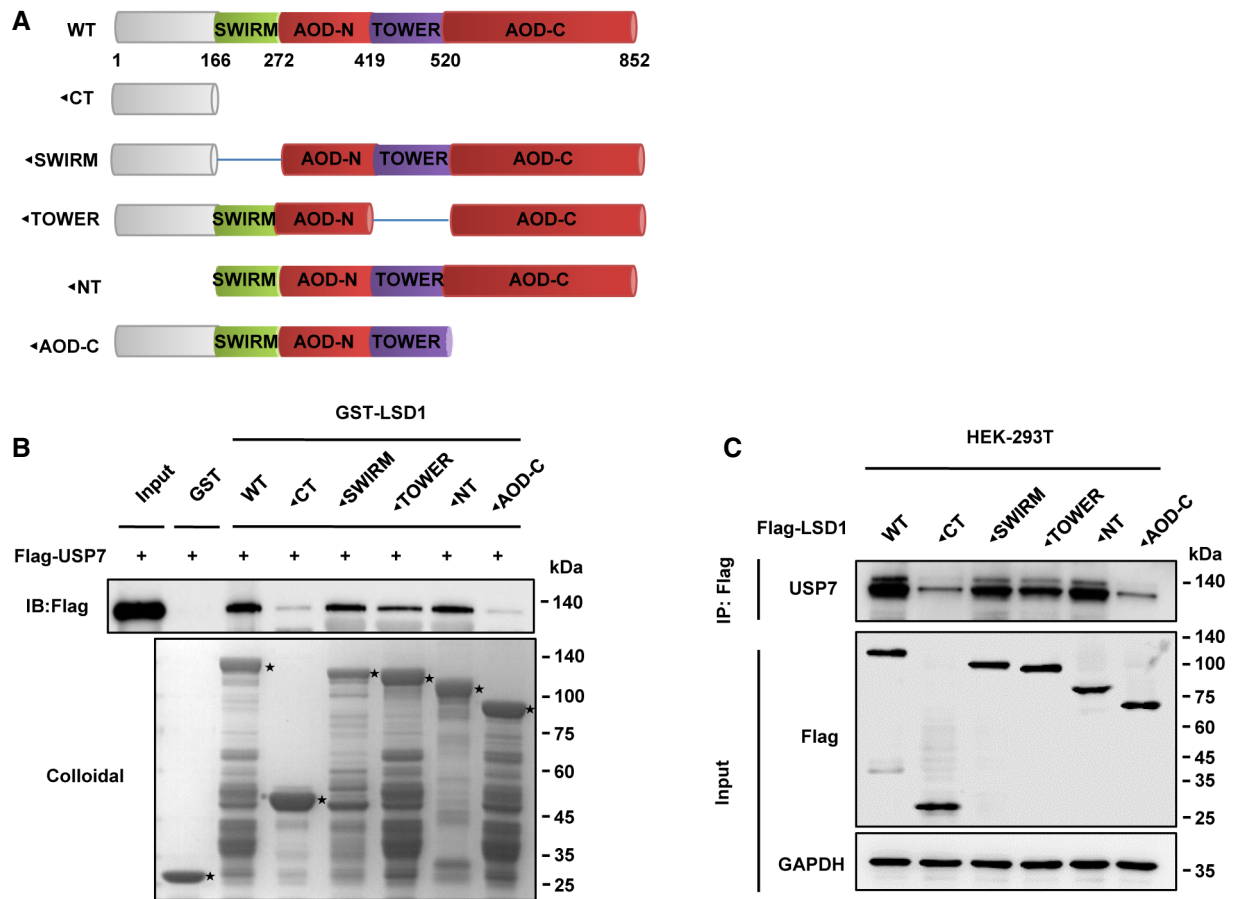 A
WT
SWIRM AOD-N TOWER AOD-C
1 166 272 419 520 852
◄CT
◄SWIRM
AOD-N TOWER AOD-C
◄TOWER
SWIRM AOD-N AOD-C
◄NT
SWIRM AOD-N TOWER AOD-C
◄AOD-C
SWIRM AOD-N TOWER
B
GST-LSD1
Input GST WT ◄CT ◄SWIRM ◄TOWER ◄NT ◄AOD-C
Flag-USP7 + + + + + + + +
kDa
IB:Flag
- 140
Colloidal
- 140
- 100
- 75
- 60
- 45
- 35
- 25
C
HEK-293T
Flag-LSD1 WT ◄CT ◄SWIRM ◄TOWER ◄NT ◄AOD-C
kDa
IP: Flag
USP7
- 140
Input
Flag
- 140
- 100
- 75
- 60
- 45
- 35
- 25
GAPDH
- 35